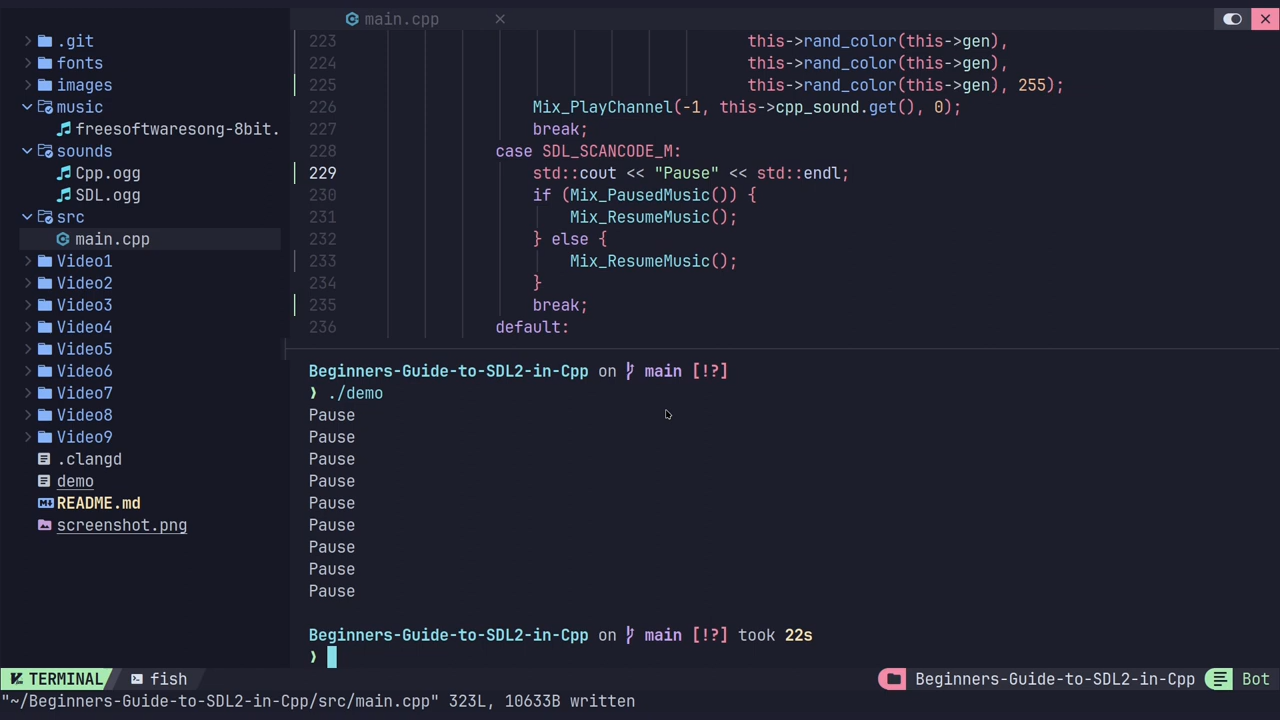 .git
fonts
images
music
freesoftwaresong-8bit.
sounds
Cpp.ogg
SDL.ogg
src
main.cpp
Video1
Video2
Video3
Video4
Video5
Video6
Video7
Video8
Video9
.clangd
demo
README.md
screenshot.png
main.cpp
223 this->rand_color(this->gen),
224 this->rand_color(this->gen),
225 this->rand_color(this->gen), 255);
226 Mix_PlayChannel(-1, this->cpp_sound.get(), 0);
227 break;
228 case SDL_SCANCODE_M:
229 std::cout << "Pause" << std::endl;
230 if (Mix_PausedMusic()) {
231 Mix_ResumeMusic();
232 } else {
233 Mix_ResumeMusic();
234 }
235 break;
236 default:
Beginners-Guide-to-SDL2-in-Cpp on main [!?]
❯ ./demo
Pause
Pause
Pause
Pause
Pause
Pause
Pause
Pause
Pause
Beginners-Guide-to-SDL2-in-Cpp on main [!?] took 22s
❯
TERMINAL fish Beginners-Guide-to-SDL2-in-Cpp Bot
"~/Beginners-Guide-to-SDL2-in-Cpp/src/main.cpp" 323L, 10633B written